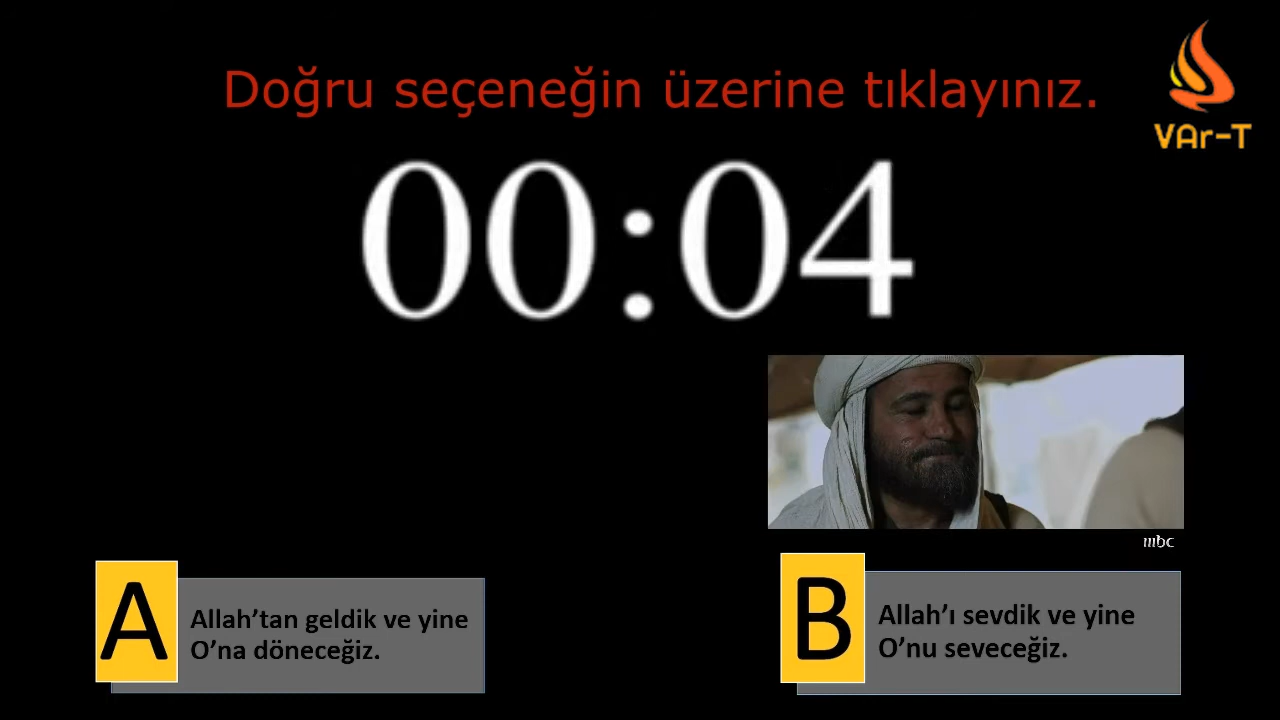 Doğru seçeneğin üzerine tıklayınız.
VAr-T
00:04
mbc
A
Allah’tan geldik ve yine
O’na döneceğiz.
B
Allah’ı sevdik ve yine
O’nu seveceğiz.